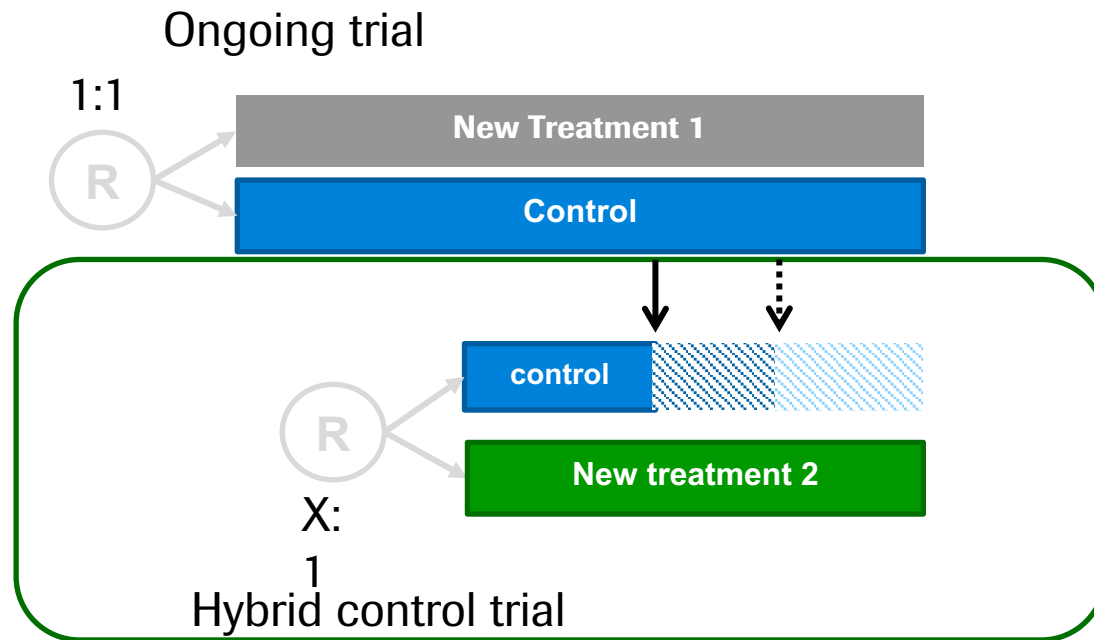 Ongoing trial
1:1
New Treatment 1
R
Control
control
R
New treatment 2
X:
1
Hybrid control trial